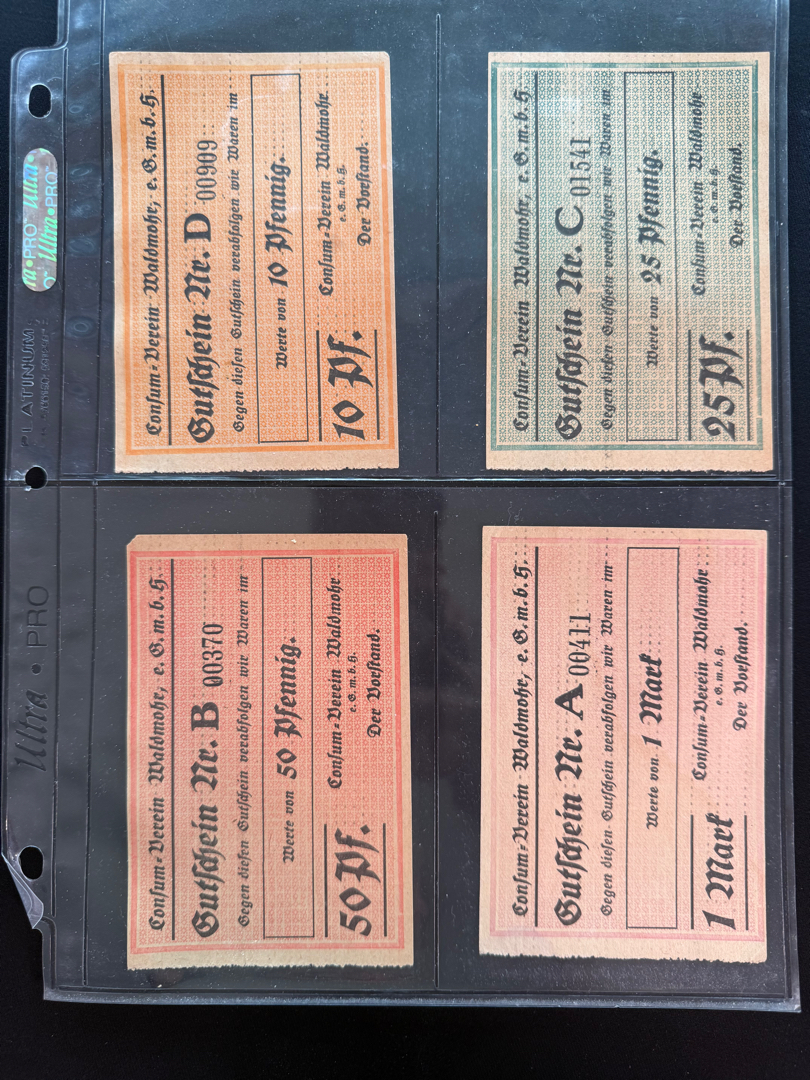 Consum-Verein Waldmohr, e. G. m. b. H.
Gutschein Nr. D 00909
Gegen diesen Gutschein verabfolgen wir Waren im
Werte von 10 Pfennig.
Consum-Verein Waldmohr
e. G. m. b. H.
10 Pf.
Der Vorstand.
Consum-Verein Waldmohr, e. G. m. b. H.
Gutschein Nr. C 01541
Gegen diesen Gutschein verabfolgen wir Waren im
Werte von 25 Pfennig.
Consum-Verein Waldmohr
e. G. m. b. H.
25 Pf.
Der Vorstand.
Consum-Verein Waldmohr, e. G. m. b. H.
Gutschein Nr. B 00370
Gegen diesen Gutschein verabfolgen wir Waren im
Werte von 50 Pfennig.
Consum-Verein Waldmohr
e. G. m. b. H.
50 Pf.
Der Vorstand.
Consum-Verein Waldmohr, e. G. m. b. H.
Gutschein Nr. A 00411
Gegen diesen Gutschein verabfolgen wir Waren im
Werte von 1 Mark
Consum-Verein Waldmohr
e. G. m. b. H.
1 Mark
Der Vorstand.
Ultra • PRO
PLATINUM
•PRO Ultra•
Ultra•PRO